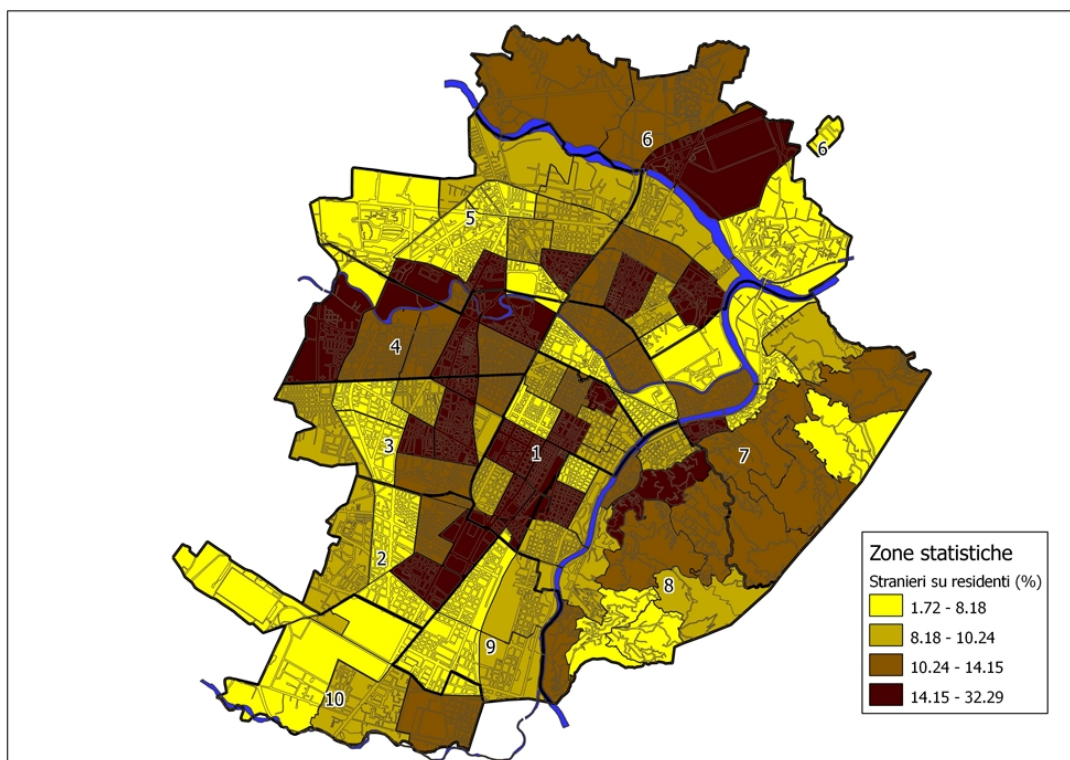 6
6
5
4
3
1
7
2
8
9
10
Zone statistiche
Stranieri su residenti (%)
1.72 - 8.18
8.18 - 10.24
10.24 - 14.15
14.15 - 32.29